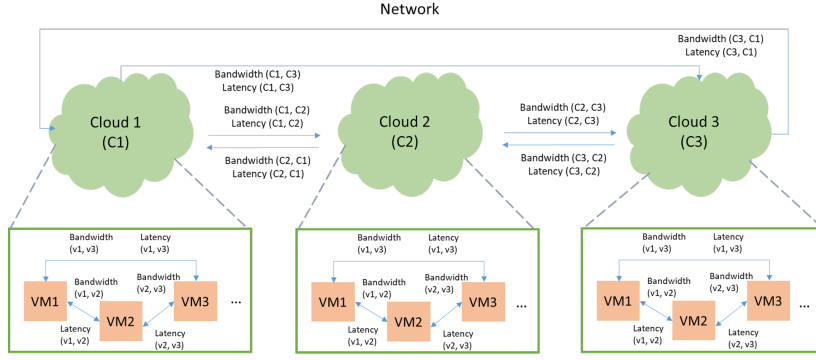 Network
Bandwidth (C3, C1)
Latency (C3, C1)
Bandwidth (C1, C3)
Latency (C1, C3)
Cloud 1
(C1)
Bandwidth (C1, C2)
Latency (C1, C2)
Bandwidth (C2, C1)
Latency (C2, C1)
Cloud 2
(C2)
Bandwidth (C2, C3)
Latency (C2, C3)
Bandwidth (C3, C2)
Latency (C3, C2)
Cloud 3
(C3)
Bandwidth
(v1, v3)
Latency
(v1, v3)
Bandwidth
(v1, v2)
Bandwidth
(v2, v3)
VM1
VM2
VM3
...
Latency
(v1, v2)
Latency
(v2, v3)
Bandwidth
(v1, v3)
Latency
(v1, v3)
Bandwidth
(v1, v2)
Bandwidth
(v2, v3)
VM1
VM2
VM3
...
Latency
(v1, v2)
Latency
(v2, v3)
Bandwidth
(v1, v3)
Latency
(v1, v3)
Bandwidth
(v1, v2)
Bandwidth
(v2, v3)
VM1
VM2
VM3
...
Latency
(v1, v2)
Latency
(v2, v3)